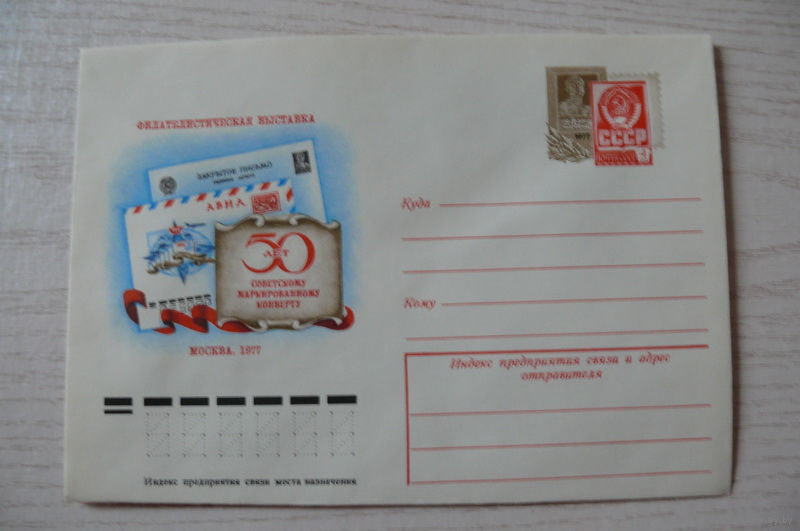 ФИЛАТЕЛИСТИЧЕСКАЯ ВЫСТАВКА
ЗАКРЫТОЕ ПИСЬМО
АВИА
50
ЛЕТ
СОВЕТСКОМУ
МАРКИРОВАННОМУ
КОНВЕРТУ
МОСКВА, 1977
СССР
Куда
Кому
Индекс предприятия связи и адрес
отправителя
Индекс предприятия связи места назначения